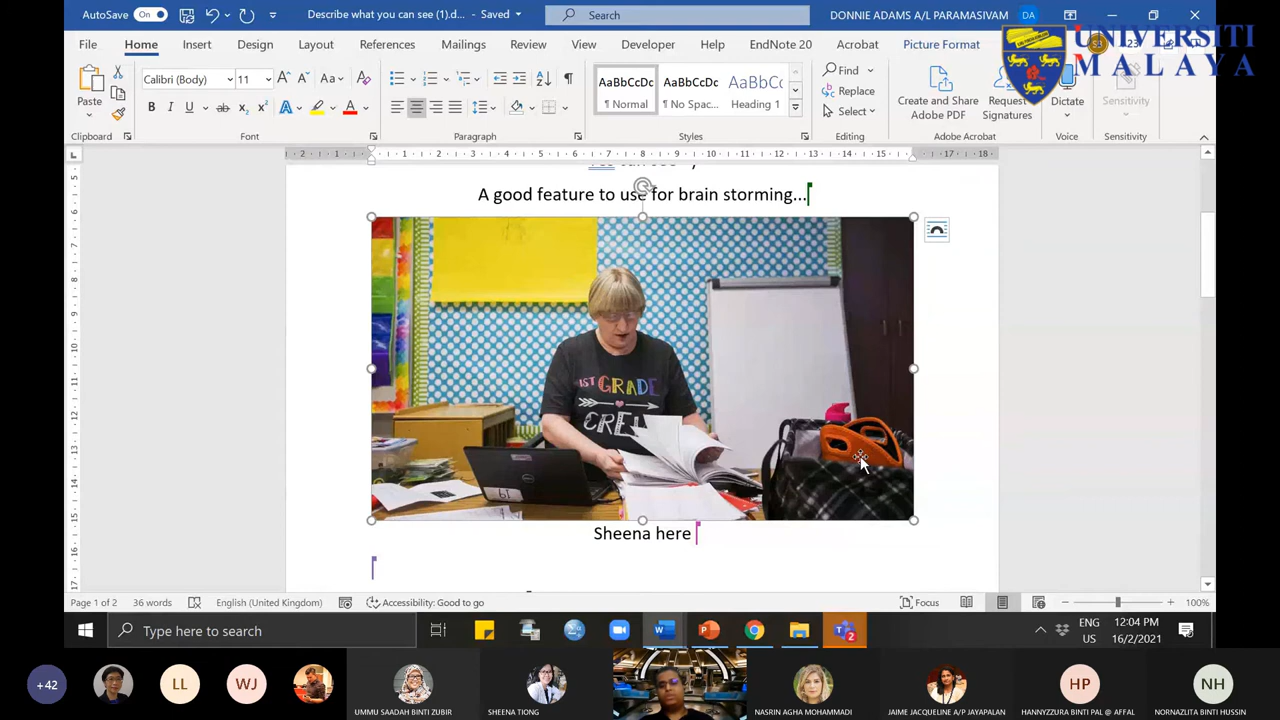 AutoSave On Describe what you can see (1).d... - Saved Search DONNIE ADAMS A/L PARAMASIVAM DA
UNIVERSITI
MALAYA
File Home Insert Design Layout References Mailings Review View Developer Help EndNote 20 Acrobat Picture Format
Paste
Calibri (Body) 11
AaBbCcDc AaBbCcDc AaBbCc
¶ Normal ¶ No Spac... Heading 1
Find
Replace
Select
Create and Share
Adobe PDF
Request
Signatures
Dictate
Sensitivity
Clipboard Font Paragraph Styles Editing Adobe Acrobat Voice Sensitivity
A good feature to use for brain storming...
1ST GRADE
CREW
Sheena here
Page 1 of 2 36 words English (United Kingdom) Accessibility: Good to go Focus 100%
Type here to search
ENG
US
12:04 PM
16/2/2021
+42 LL WJ HP NH
UMMU SAADAH BINTI ZUBIR SHEENA TIONG NASRIN AGHA MOHAMMADI JAIME JACQUELINE A/P JAYAPALAN HANNYZZURA BINTI PAL @ AFFAL NORNAZLITA BINTI HUSSIN